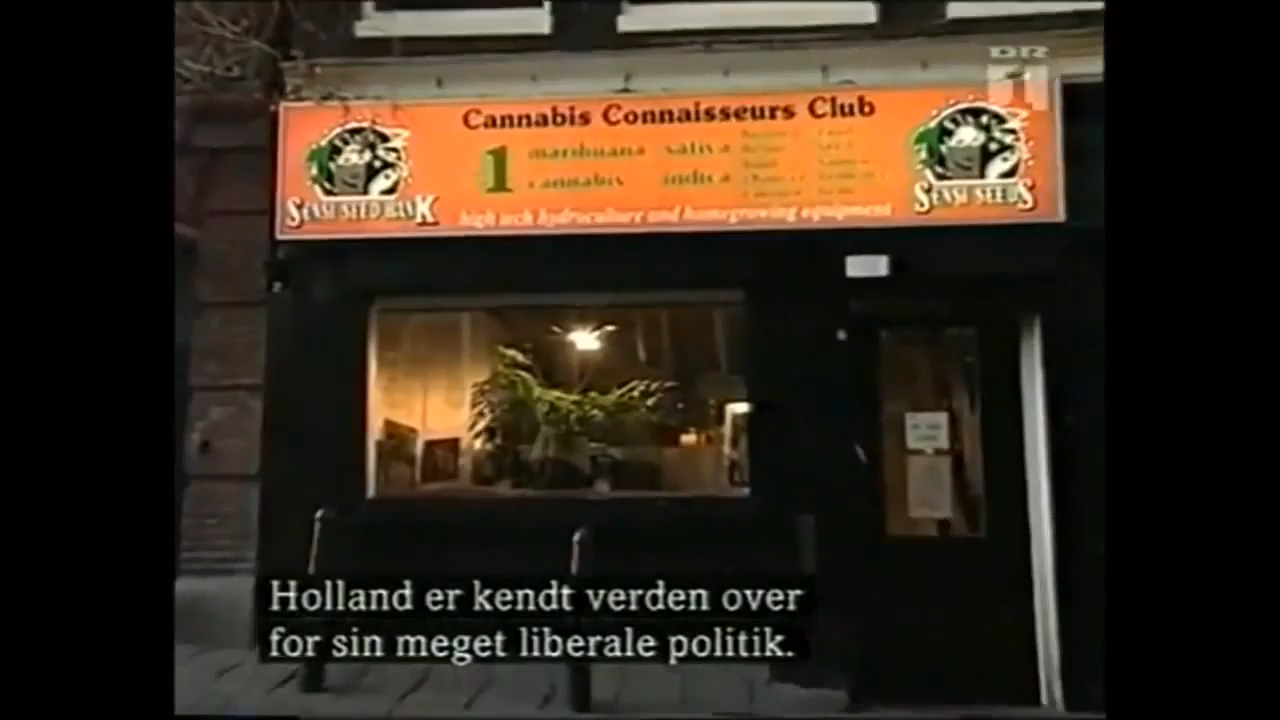 DR 1
Cannabis Connaisseurs Club
1 marihuana sativa
cannabis indica
SENSI SEED BANK
SENSI SEEDS
high tech hydroculture and homegrowing equipment
Holland er kendt verden over
for sin meget liberale politik.